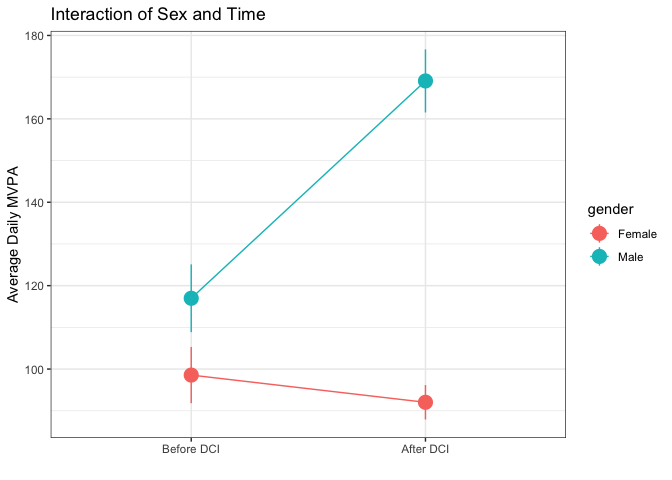 Interaction of Sex and Time
180
160
140
120
100
Average Daily MVPA
Before DCI
After DCI
gender
Female
Male